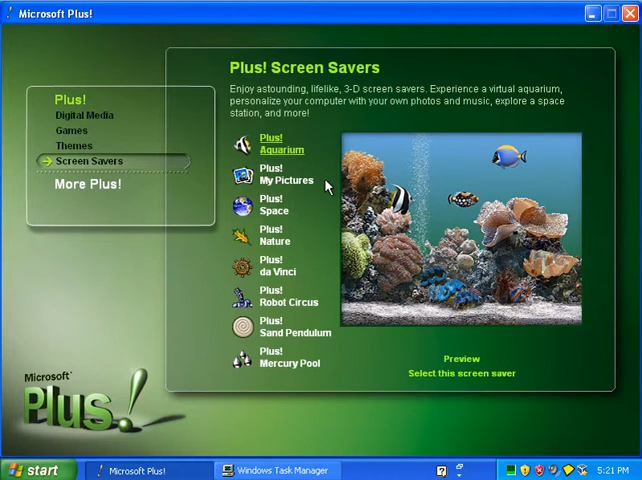 Microsoft Plus!
Plus! Screen Savers
Enjoy astounding, lifelike, 3-D screen savers. Experience a virtual aquarium,
personalize your computer with your own photos and music, explore a space
station, and more!
Plus!
Digital Media
Games
Themes
Screen Savers
More Plus!
Plus!
Aquarium
Plus!
My Pictures
Plus!
Space
Plus!
Nature
Plus!
da Vinci
Plus!
Robot Circus
Plus!
Sand Pendulum
Plus!
Mercury Pool
Preview
Select this screen saver
Microsoft®
Plus!
start
Microsoft Plus!
Windows Task Manager
5:21 PM